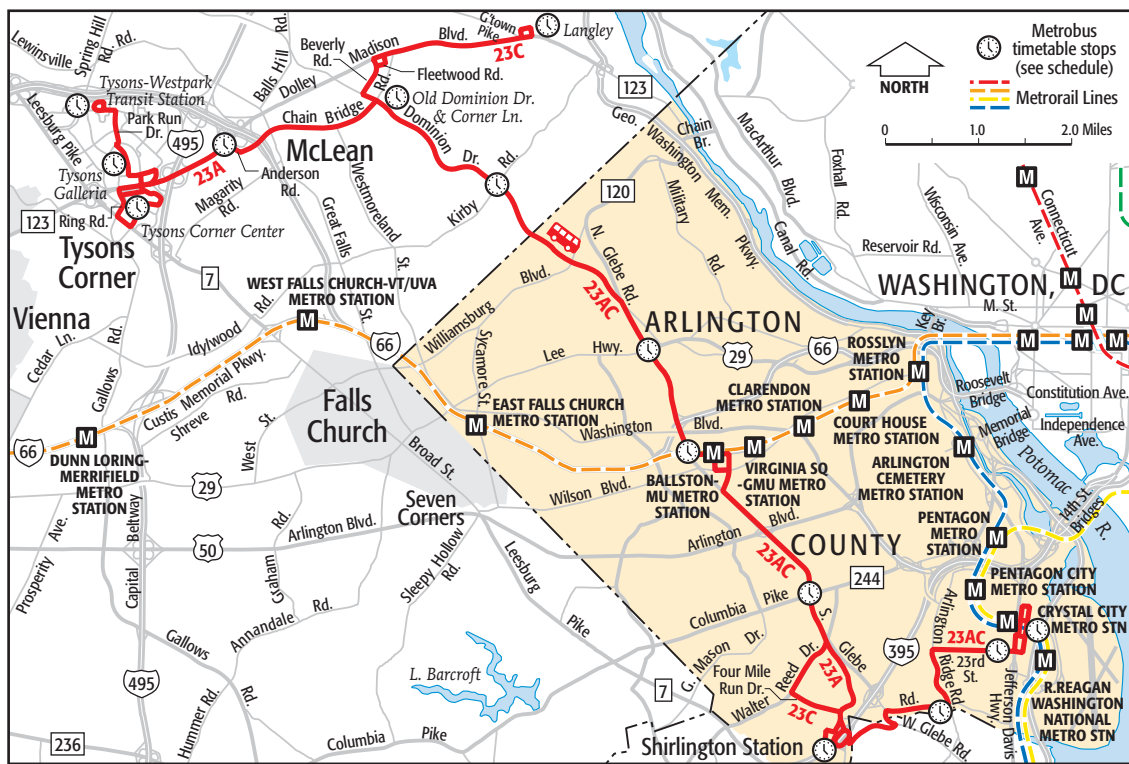 Lewinsville Rd.
Spring Hill Rd.
Balls Hill Rd.
Beverly Rd.
Dolley Madison Blvd.
G'town Pike
23C
Langley
Fleetwood Rd.
Old Dominion Dr.
& Corner Ln.
Tysons-Westpark
Transit Station
Park Run
Dr.
Leesburg Pike
495
Chain Bridge Rd.
Tysons
Galleria
23A
Anderson
Rd.
McLean
Magarity
Rd.
123
Ring Rd.
Tysons Corner Center
Tysons
Corner
7
Great Falls
St.
Westmoreland
St.
Old Dominion Dr.
Kirby Rd.
123
Geo. Washington Mem. Pkwy.
Chain
Br.
MacArthur Blvd.
Canal Rd.
Foxhall
Rd.
120
Military
Rd.
N. Glebe Rd.
NORTH
Metrobus
timetable stops
(see schedule)
Metrorail Lines
0
1.0
2.0 Miles
M
Connecticut
Ave.
Wisconsin Ave.
Reservoir Rd.
WASHINGTON, DC
M. St.
Key
Br.
Vienna
Cedar Ln.
Gallows Rd.
WEST FALLS CHURCH-VT/UVA
METRO STATION
Idylwood Rd.
Custis Memorial Pkwy.
Shreve Rd.
West St.
66
66
DUNN LORING-
MERRIFIELD
METRO
STATION
Falls
Church
Broad St.
Williamsburg Blvd.
Sycamore St.
23AC
ARLINGTON
Lee Hwy.
29
66
EAST FALLS CHURCH
METRO STATION
Washington Blvd.
CLARENDON
METRO STATION
ROSSLYN
METRO
STATION
COURT HOUSE
METRO STATION
Roosevelt
Bridge
Constitution Ave.
Memorial
Bridge
Independence
Ave.
Potomac R.
14th St.
Bridges
ARLINGTON
CEMETERY
METRO STATION
VIRGINIA SQ
-GMU METRO
STATION
BALLSTON-
MU METRO
STATION
Wilson Blvd.
29
50
Arlington Blvd.
Seven
Corners
Arlington Blvd.
COUNTY
PENTAGON
METRO
STATION
PENTAGON CITY
METRO STATION
CRYSTAL CITY
METRO STN
R.REAGAN
WASHINGTON
NATIONAL
METRO STN
Prosperity Ave.
Capital Beltway
Graham
Rd.
Annandale Rd.
Sleepy Hollow
Rd.
Leesburg Pike
23AC
244
Columbia Pike
S. Glebe Rd.
G. Mason Dr.
Four Mile
Run Dr.
Walter Reed Dr.
23A
23C
395
Arlington Ridge Rd.
23AC
23rd
St.
Jefferson Davis
Hwy.
W. Glebe Rd.
7
Shirlington Station
L. Barcroft
Gallows Rd.
495
Hummer Rd.
236
Columbia Pike